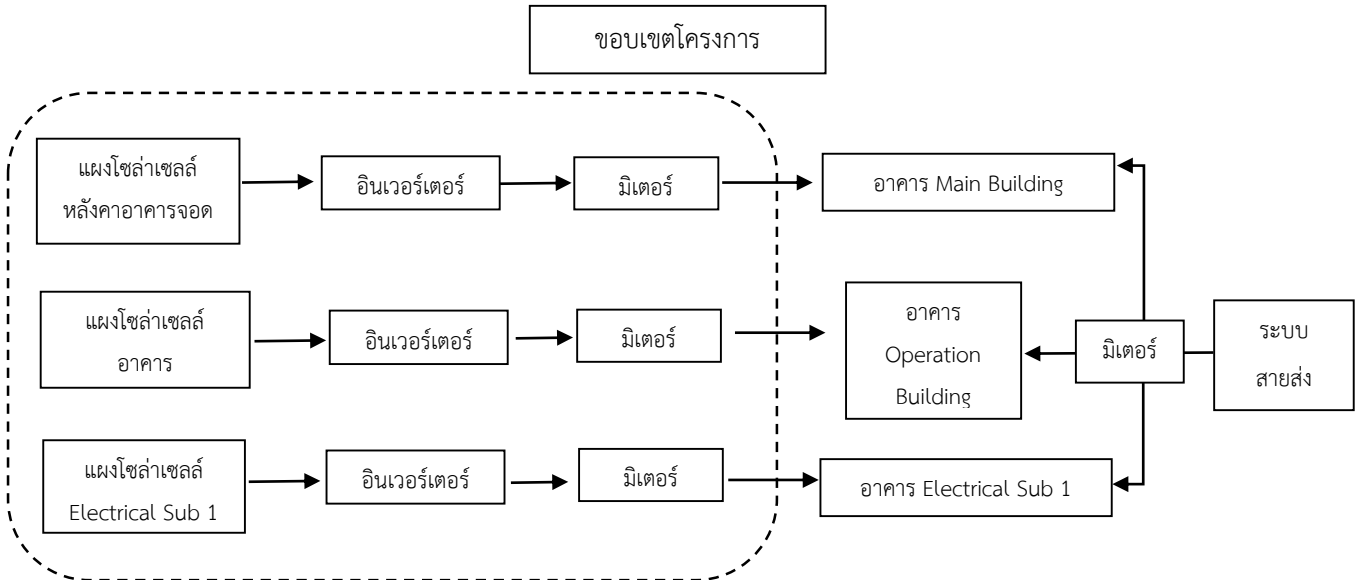 ขอบเขตโครงการ
แผงโซล่าเซลล์
หลังคาอาคารจอด
อินเวอร์เตอร์
มิเตอร์
อาคาร Main Building
แผงโซล่าเซลล์
อาคาร
อินเวอร์เตอร์
มิเตอร์
อาคาร
Operation
Building
มิเตอร์
ระบบ
สายส่ง
แผงโซล่าเซลล์
Electrical Sub 1
อินเวอร์เตอร์
มิเตอร์
อาคาร Electrical Sub 1